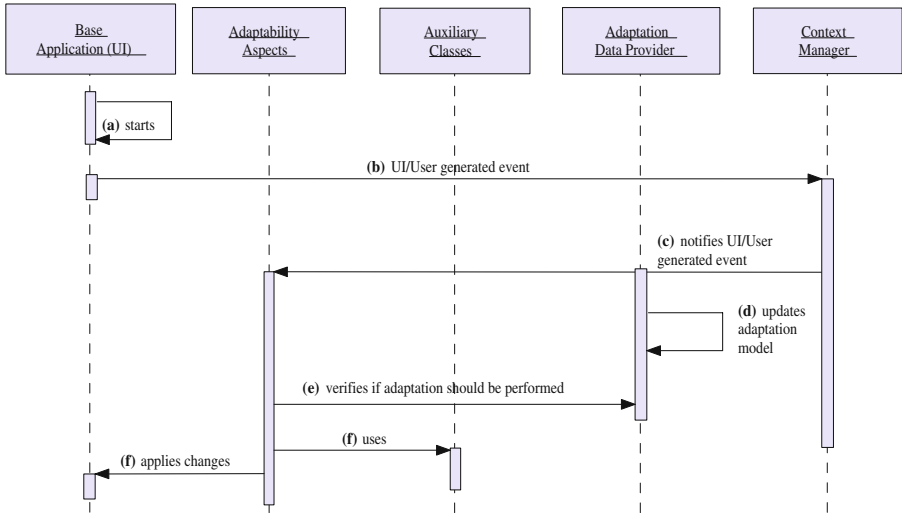 Base
Application (UI)
Adaptability
Aspects
Auxiliary
Classes
Adaptation
Data Provider
Context
Manager
(a) starts
(b) UI/User generated event
(c) notifies UI/User
generated event
(d) updates
adaptation
model
(e) verifies if adaptation should be performed
(f) uses
(f) applies changes